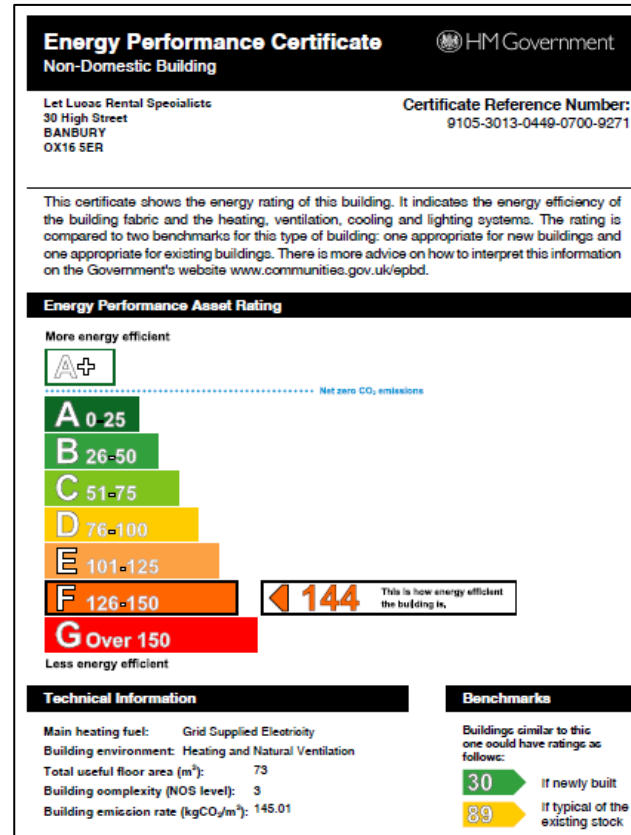 Energy Performance Certificate
HM Government
Non-Domestic Building
Let Lucas Rental Specialists
30 High Street
BANBURY
OX16 5ER
Certificate Reference Number:
9105-3013-0449-0700-9271
This certificate shows the energy rating of this building. It indicates the energy efficiency of
the building fabric and the heating, ventilation, cooling and lighting systems. The rating is
compared to two benchmarks for this type of building: one appropriate for new buildings and
one appropriate for existing buildings. There is more advice on how to interpret this information
on the Government's website www.communities.gov.uk/epbd.
Energy Performance Asset Rating
More energy efficient
A+
Net zero CO₂ emissions
A 0-25
B 26-50
C 51-75
D 76-100
E 101-125
F 126-150
144
This is how energy efficient
the building is.
G Over 150
Less energy efficient
Technical Information
Main heating fuel: Grid Supplied Electricity
Building environment: Heating and Natural Ventilation
Total useful floor area (m²): 73
Building complexity (NOS level): 3
Building emission rate (kgCO₂/m²): 145.01
Benchmarks
Buildings similar to this
one could have ratings as
follows:
30 If newly built
89 If typical of the
existing stock